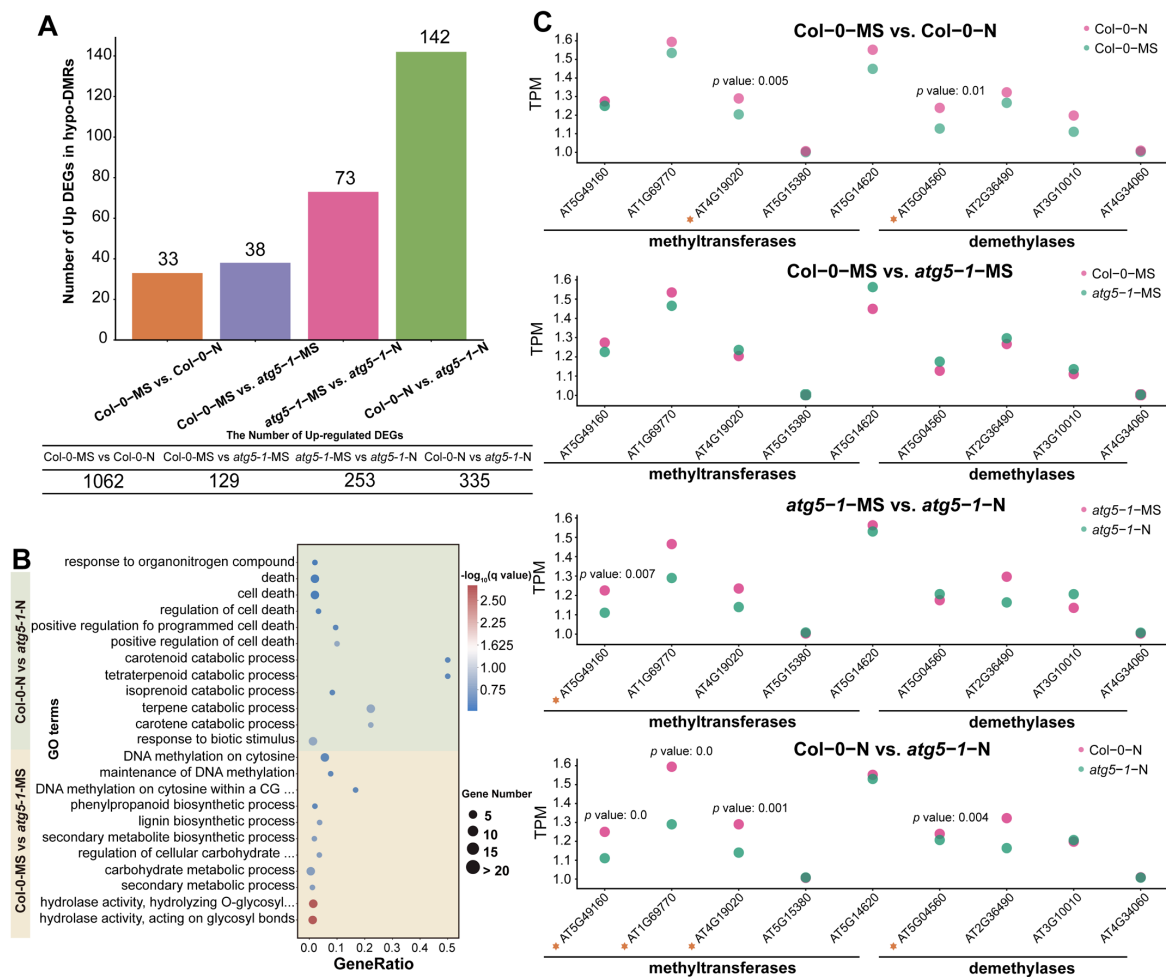 A
Number of Up DEGs in hypo-DMRs
140
120
100
80
60
40
20
0
33
38
73
142
Col−0−MS vs. Col−0−N
Col−0−MS vs. atg5−1−MS
atg5−1−MS vs. atg5−1−N
Col−0−N vs. atg5−1−N
The Number of Up-regulated DEGs
Col-0-MS vs Col-0-N Col-0-MS vs atg5-1-MS atg5-1-MS vs atg5-1-N Col-0-N vs atg5-1-N
1062 129 253 335
B
Col-0-N vs atg5-1-N
Col-0-MS vs atg5-1-MS
GO terms
response to organonitrogen compound
death
cell death
regulation of cell death
positive regulation fo programmed cell death
positive regulation of cell death
carotenoid catabolic process
tetraterpenoid catabolic process
isoprenoid catabolic process
terpene catabolic process
carotene catabolic process
response to biotic stimulus
DNA methylation on cytosine
maintenance of DNA methylation
DNA methylation on cytosine within a CG ...
phenylpropanoid biosynthetic process
lignin biosynthetic process
secondary metabolite biosynthetic process
regulation of cellular carbohydrate ...
carbohydrate metabolic process
secondary metabolic process
hydrolase activity, hydrolyzing O-glycosyl...
hydrolase activity, acting on glycosyl bonds
0.0 0.1 0.2 0.3 0.4 0.5
GeneRatio
-log10(q value)
2.50
2.25
1.625
1.00
0.75
Gene Number
5
10
15
> 20
C
Col−0−MS vs. Col−0−N
Col−0−N
Col−0−MS
TPM
1.6
1.5
1.4
1.3
1.2
1.1
1.0
p value: 0.005
p value: 0.01
AT5G49160
AT1G69770
* AT4G19020
AT5G15380
AT5G14620
* AT5G04560
AT2G36490
AT3G10010
AT4G34060
methyltransferases
demethylases
Col−0−MS vs. atg5−1−MS
Col−0−MS
atg5−1−MS
TPM
1.6
1.5
1.4
1.3
1.2
1.1
1.0
AT5G49160
AT1G69770
AT4G19020
AT5G15380
AT5G14620
AT5G04560
AT2G36490
AT3G10010
AT4G34060
methyltransferases
demethylases
atg5−1−MS vs. atg5−1−N
atg5−1−MS
atg5−1−N
TPM
1.6
1.5
1.4
1.3
1.2
1.1
1.0
p value: 0.007
* AT5G49160
AT1G69770
AT4G19020
AT5G15380
AT5G14620
AT5G04560
AT2G36490
AT3G10010
AT4G34060
methyltransferases
demethylases
Col−0−N vs. atg5−1−N
Col−0−N
atg5−1−N
TPM
1.6
1.5
1.4
1.3
1.2
1.1
1.0
p value: 0.0
p value: 0.0
p value: 0.001
p value: 0.004
* AT5G49160
* AT1G69770
* AT4G19020
AT5G15380
AT5G14620
* AT5G04560
AT2G36490
AT3G10010
AT4G34060
methyltransferases
demethylases